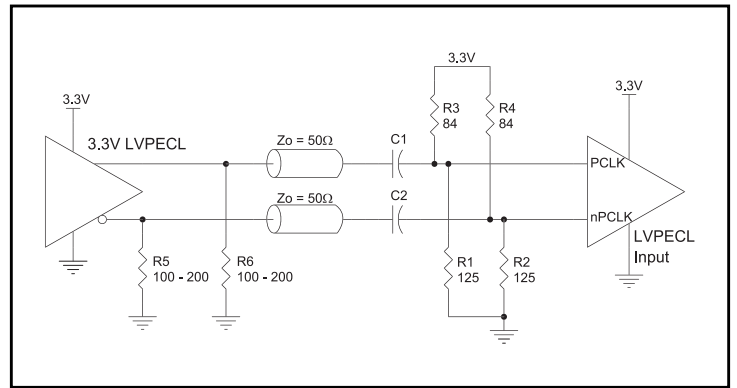 3.3V
3.3V
3.3V
3.3V LVPECL
R3
84
R4
84
Zo = 50Ω
C1
PCLK
Zo = 50Ω
C2
nPCLK
LVPECL
Input
R5
100 - 200
R6
100 - 200
R1
125
R2
125